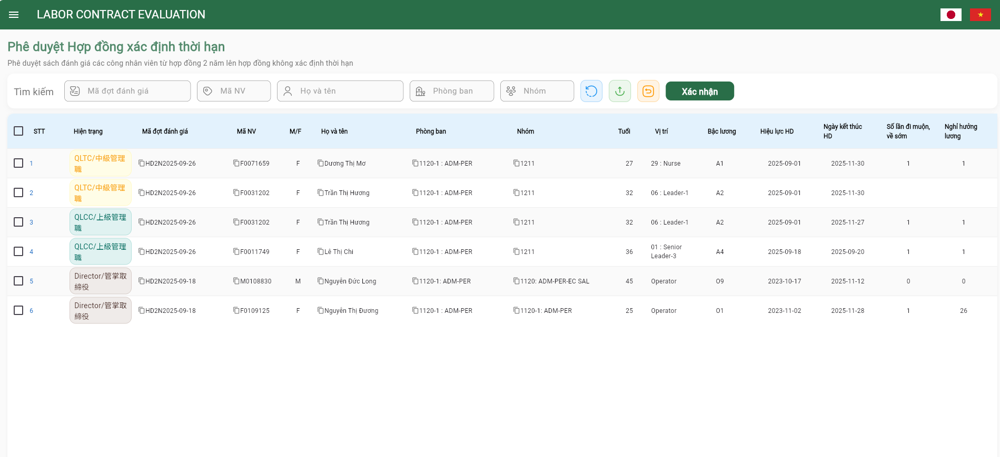 LABOR CONTRACT EVALUATION
Phê duyệt Hợp đồng xác định thời hạn
Phê duyệt sách đánh giá các công nhân viên từ hợp đồng 2 năm lên hợp đồng không xác định thời hạn
Tìm kiếm Mã đợt đánh giá Mã NV Họ và tên Phòng ban Nhóm Xác nhận
STT Hiện trạng Mã đợt đánh giá Mã NV M/F Họ và tên Phòng ban Nhóm Tuổi Vị trí Bậc lương Hiệu lực HD Ngày kết thúc HD Số lần đi muộn, về sớm Nghỉ hưởng lương
1 QLTC/中級管理職 HD2N2025-09-26 F0071659 F Dương Thị Mơ 1120-1 : ADM-PER 1211 27 29 : Nurse A1 2025-09-01 2025-11-30 1 1
2 QLTC/中級管理職 HD2N2025-09-26 F0031202 F Trần Thị Hương 1120-1 : ADM-PER 1211 32 06 : Leader-1 A2 2025-09-01 2025-11-30
3 QLCC/上級管理職 HD2N2025-09-26 F0031202 F Trần Thị Hương 1120-1 : ADM-PER 1211 32 06 : Leader-1 A2 2025-09-01 2025-11-27 1 1
4 QLCC/上級管理職 HD2N2025-09-26 F0011749 F Lê Thị Chi 1120-1 : ADM-PER 1211 36 01 : Senior Leader-3 A4 2025-09-18 2025-09-20 1 1
5 Director/管掌取締役 HD2N2025-09-18 M0108830 M Nguyễn Đức Long 1120-1: ADM-PER 1120: ADM-PER-EC SAL 45 Operator O9 2023-10-17 2025-11-12 0 0
6 Director/管掌取締役 HD2N2025-09-18 F0109125 F Nguyễn Thị Đương 1120-1 : ADM-PER 1120-1: ADM-PER 25 Operator O1 2023-11-02 2025-11-28 1 26